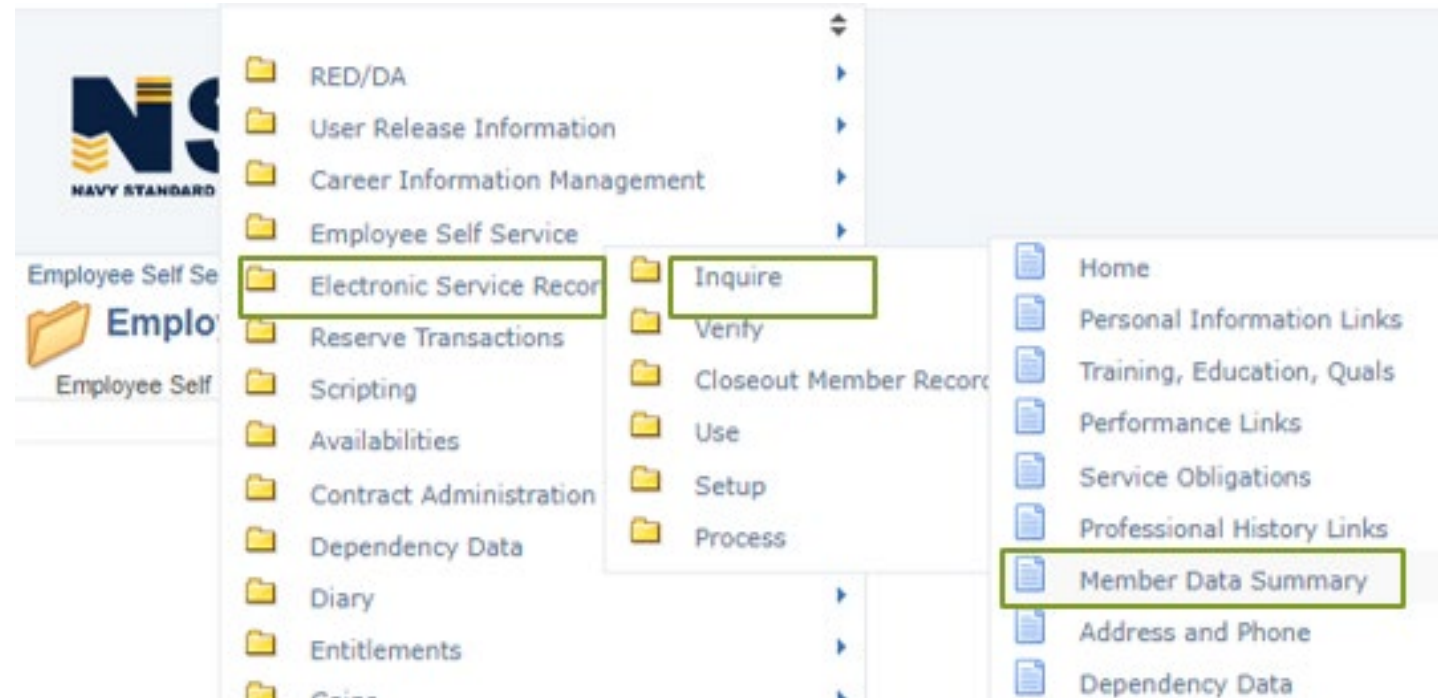 NS
NAVY STANDARD
Employee Self Se
Emplo
Employee Self
RED/DA
User Release Information
Career Information Management
Employee Self Service
Electronic Service Recor
Reserve Transactions
Scripting
Availabilities
Contract Administration
Dependency Data
Diary
Entitlements
Inquire
Verify
Closeout Member Record
Use
Setup
Process
Home
Personal Information Links
Training, Education, Quals
Performance Links
Service Obligations
Professional History Links
Member Data Summary
Address and Phone
Dependency Data